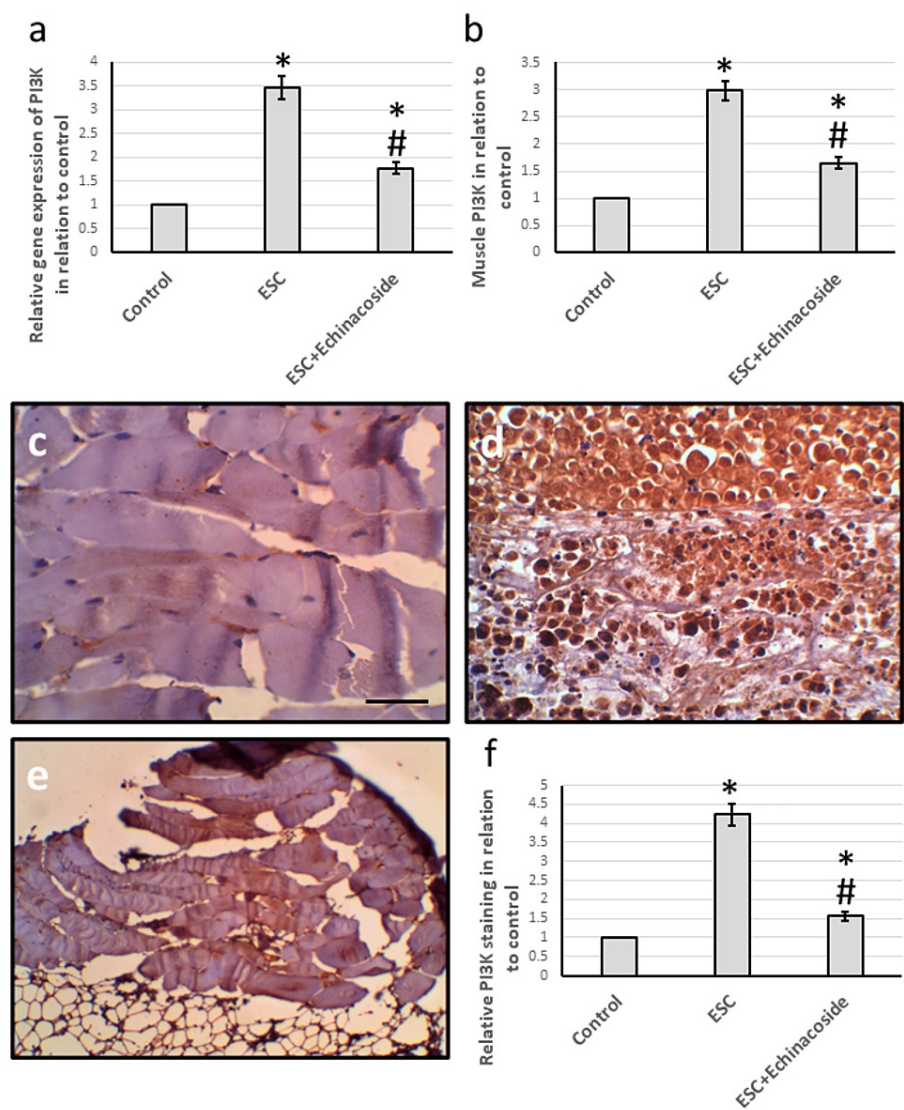 a
Relative gene expression of PI3K
in relation to control
4
3.5
3
2.5
2
1.5
1
0.5
0
*
*
#
Control
ESC
ESC+Echinacoside
b
Muscle PI3K in relation to
control
3.5
3
2.5
2
1.5
1
0.5
0
*
*
#
Control
ESC
ESC+Echinacoside
c
d
e
f
Relative PI3K staining in relation
to control
5
4.5
4
3.5
3
2.5
2
1.5
1
0.5
0
*
*
#
Control
ESC
ESC+Echinacoside